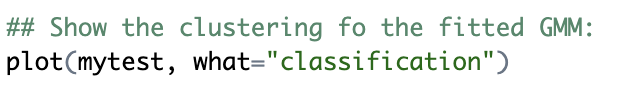 ## Show the clustering fo the fitted GMM:
plot(mytest, what="classification")